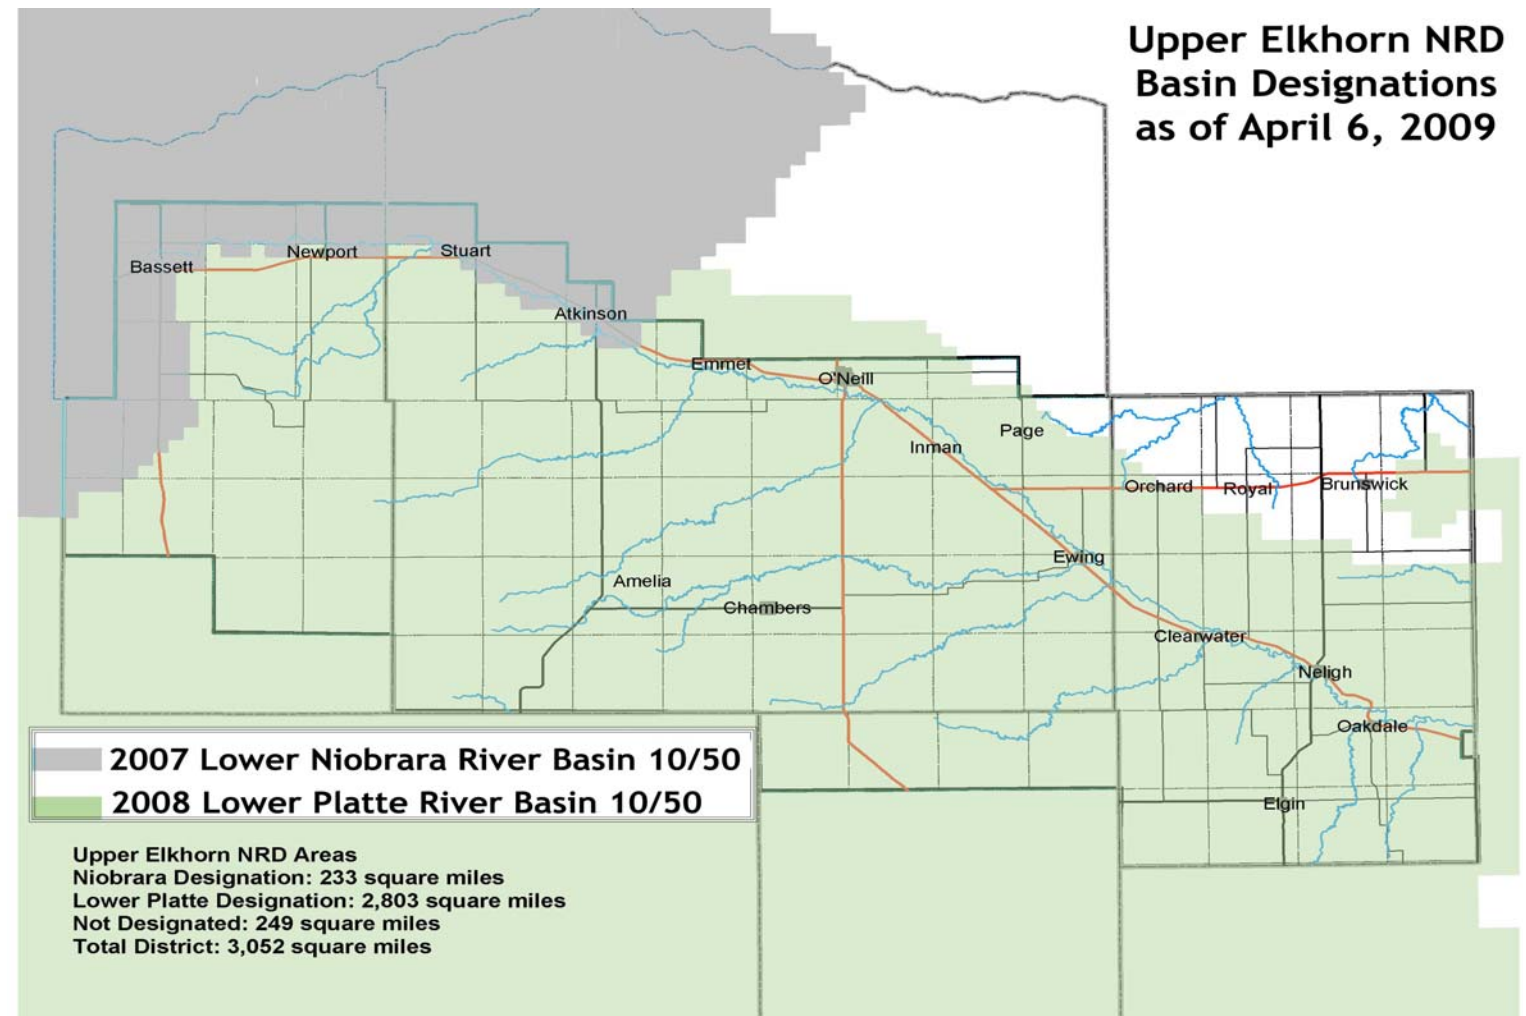 Upper Elkhorn NRD
Basin Designations
as of April 6, 2009
Newport
Stuart
Bassett
Atkinson
Emmet
O'Neill
Page
Inman
Orchard
Royal
Brunswick
Ewing
Amelia
Chambers
Clearwater
Neligh
Oakdale
Elgin
2007 Lower Niobrara River Basin 10/50
2008 Lower Platte River Basin 10/50
Upper Elkhorn NRD Areas
Niobrara Designation: 233 square miles
Lower Platte Designation: 2,803 square miles
Not Designated: 249 square miles
Total District: 3,052 square miles